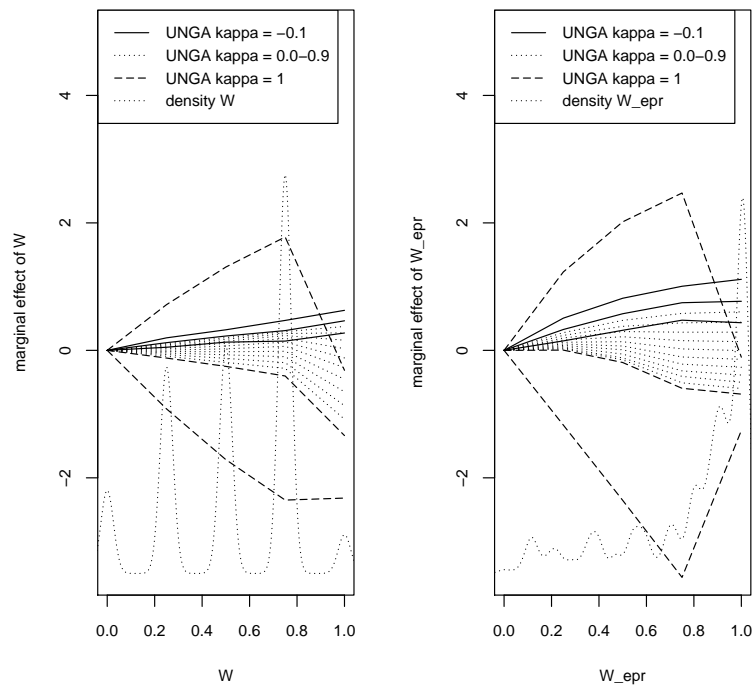 UNGA kappa = −0.1
UNGA kappa = 0.0−0.9
UNGA kappa = 1
density W
4
2
0
−2
marginal effect of W
0.0 0.2 0.4 0.6 0.8 1.0
W
UNGA kappa = −0.1
UNGA kappa = 0.0−0.9
UNGA kappa = 1
density W_epr
4
2
0
−2
marginal effect of W_epr
0.0 0.2 0.4 0.6 0.8 1.0
W_epr